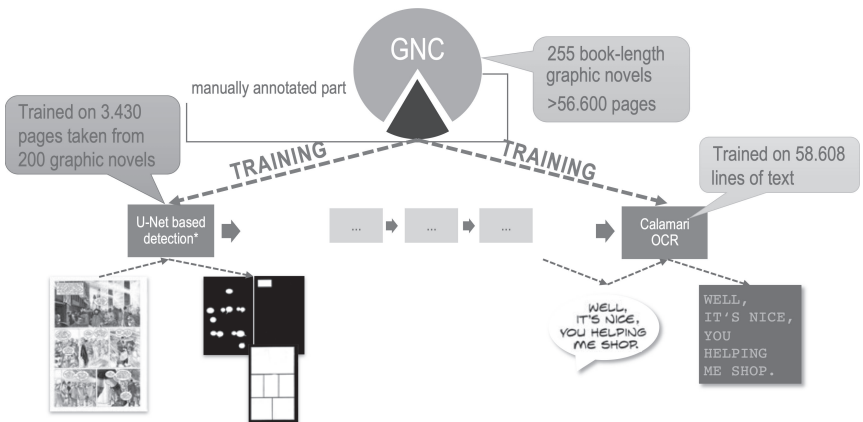 GNC
255 book-length
graphic novels
>56.600 pages
manually annotated part
Trained on 3.430
pages taken from
200 graphic novels
TRAINING
TRAINING
Trained on 58.608
lines of text
U-Net based
detection*
...
...
...
Calamari
OCR
WELL,
IT'S NICE,
YOU HELPING
ME SHOP.
WELL,
IT'S NICE,
YOU
HELPING
ME SHOP.